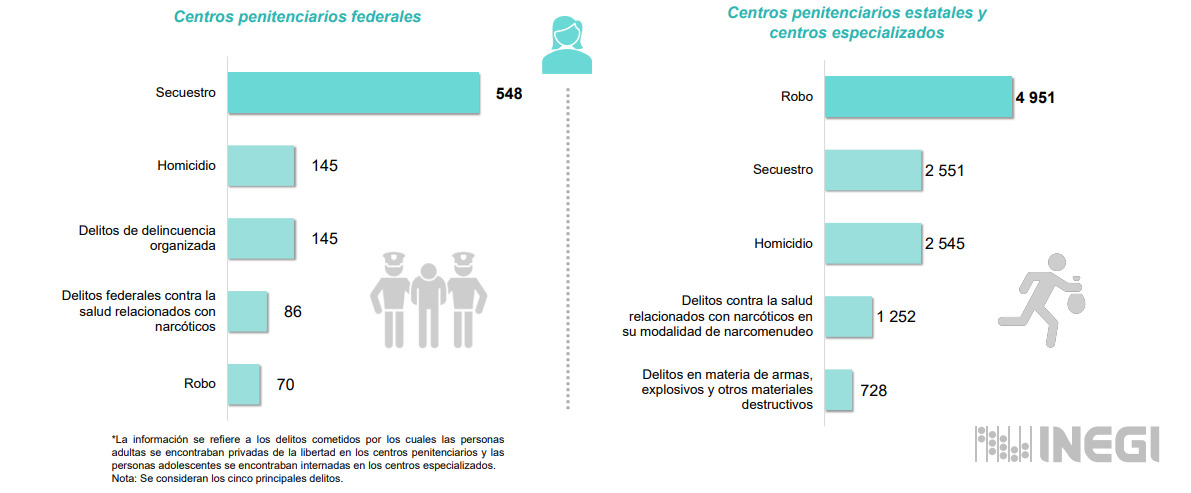 Centros penitenciarios federales
Secuestro
548
Homicidio
145
Delitos de delincuencia
organizada
145
Delitos federales contra la
salud relacionados con
narcóticos
86
Robo
70
*La información se refiere a los delitos cometidos por los cuales las personas
adultas se encontraban privadas de la libertad en los centros penitenciarios y las
personas adolescentes se encontraban internadas en los centros especializados.
Nota: Se consideran los cinco principales delitos.
Centros penitenciarios estatales y
centros especializados
Robo
4 951
Secuestro
2 551
Homicidio
2 545
Delitos contra la salud
relacionados con narcóticos en
su modalidad de narcomenudeo
1 252
Delitos en materia de armas,
explosivos y otros materiales
destructivos
728
INEGI